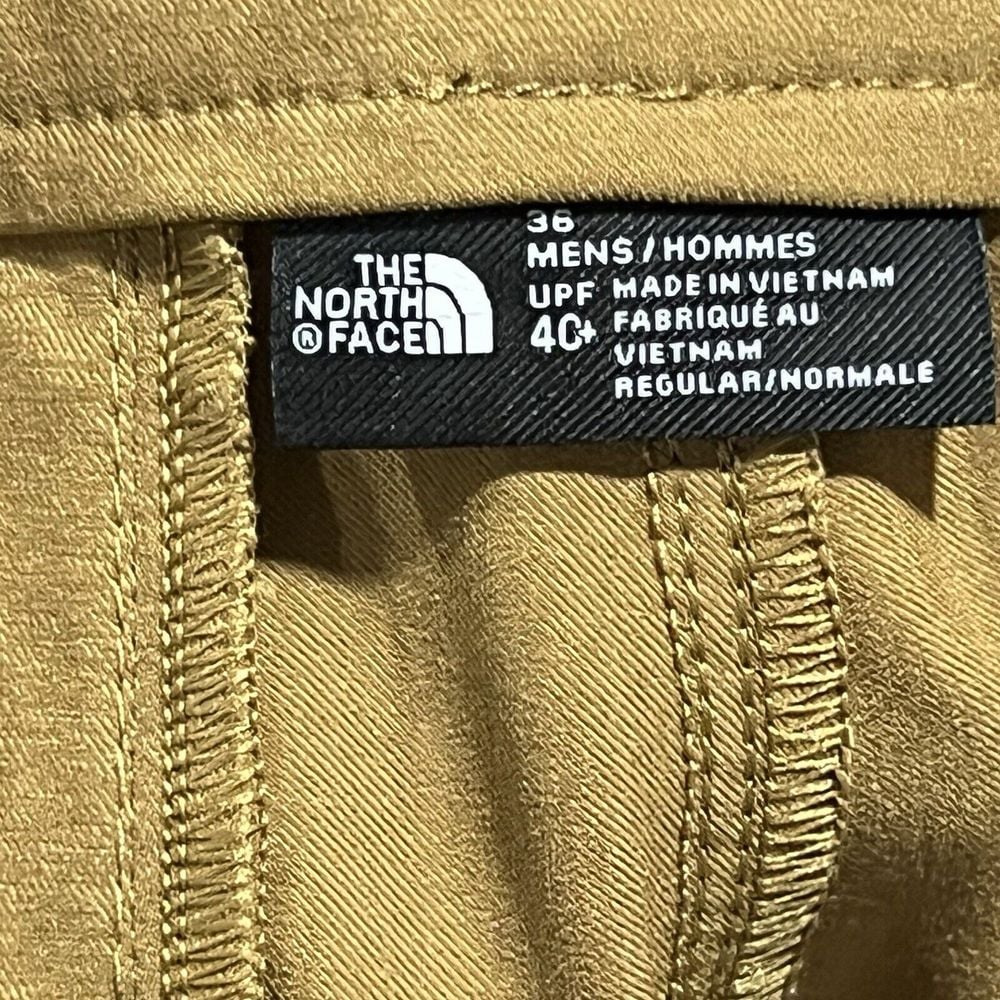 THE
NORTH
® FACE
36
MENS / HOMMES
UPF
40+
MADE IN VIETNAM
FABRIQUÉ AU
VIETNAM
REGULAR/NORMALE